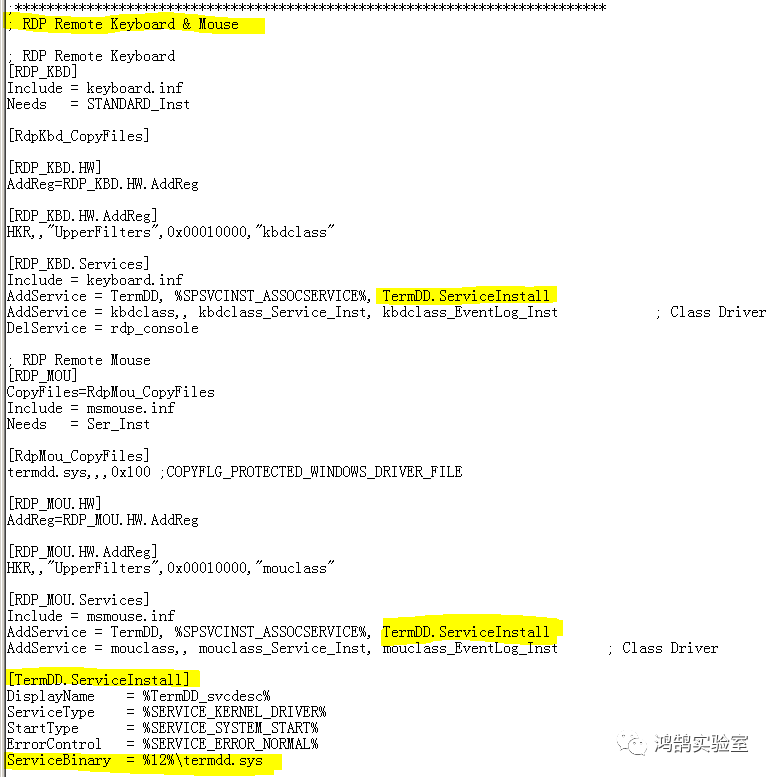 ;**************************************************************************
; RDP Remote Keyboard & Mouse
; RDP Remote Keyboard
[RDP_KBD]
Include = keyboard.inf
Needs   = STANDARD_Inst
[RdpKbd_CopyFiles]
[RDP_KBD.HW]
AddReg=RDP_KBD.HW.AddReg
[RDP_KBD.HW.AddReg]
HKR,,"UpperFilters",0x00010000,"kbdclass"
[RDP_KBD.Services]
Include = keyboard.inf
AddService = TermDD, %SPSVCINST_ASSOCSERVICE%, TermDD.ServiceInstall
AddService = kbdclass,, kbdclass_Service_Inst, kbdclass_EventLog_Inst            ; Class Driver
DelService = rdp_console
; RDP Remote Mouse
[RDP_MOU]
CopyFiles=RdpMou_CopyFiles
Include = msmouse.inf
Needs   = Ser_Inst
[RdpMou_CopyFiles]
termdd.sys,,,0x100 ;COPYFLG_PROTECTED_WINDOWS_DRIVER_FILE
[RDP_MOU.HW]
AddReg=RDP_MOU.HW.AddReg
[RDP_MOU.HW.AddReg]
HKR,,"UpperFilters",0x00010000,"mouclass"
[RDP_MOU.Services]
Include = msmouse.inf
AddService = TermDD, %SPSVCINST_ASSOCSERVICE%, TermDD.ServiceInstall
AddService = mouclass,, mouclass_Service_Inst, mouclass_EventLog_Inst      ; Class Driver
[TermDD.ServiceInstall]
DisplayName    = %TermDD_svcdesc%
ServiceType    = %SERVICE_KERNEL_DRIVER%
StartType      = %SERVICE_SYSTEM_START%
ErrorControl   = %SERVICE_ERROR_NORMAL%
ServiceBinary  = %12%\termdd.sys
鸿鹄实验室